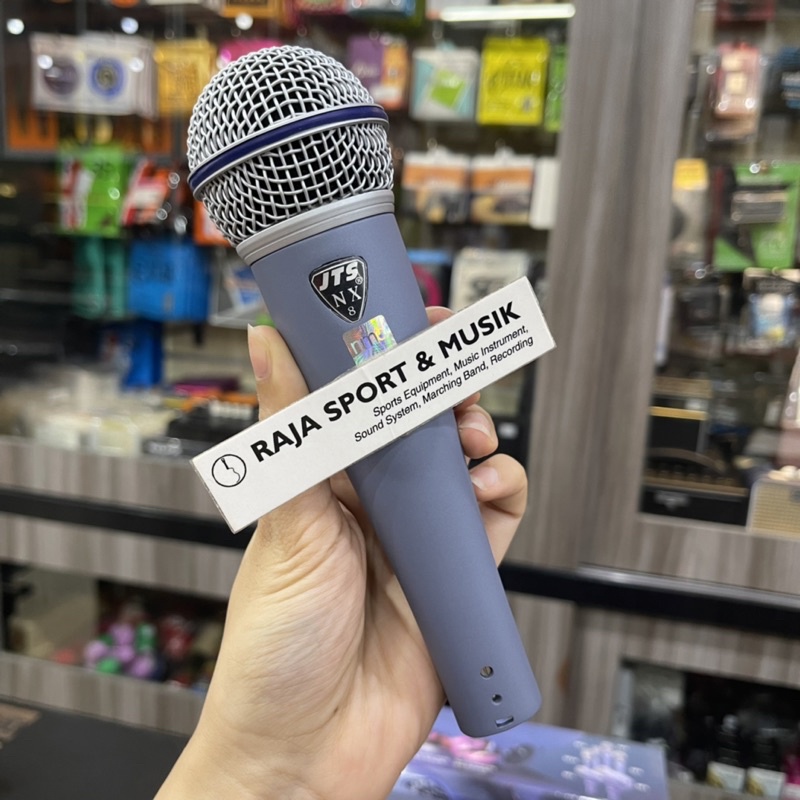 JTS
®
NX
8
RAJA SPORT & MUSIK
Sports Equipment, Music Instrument,
Sound System, Marching Band, Recording